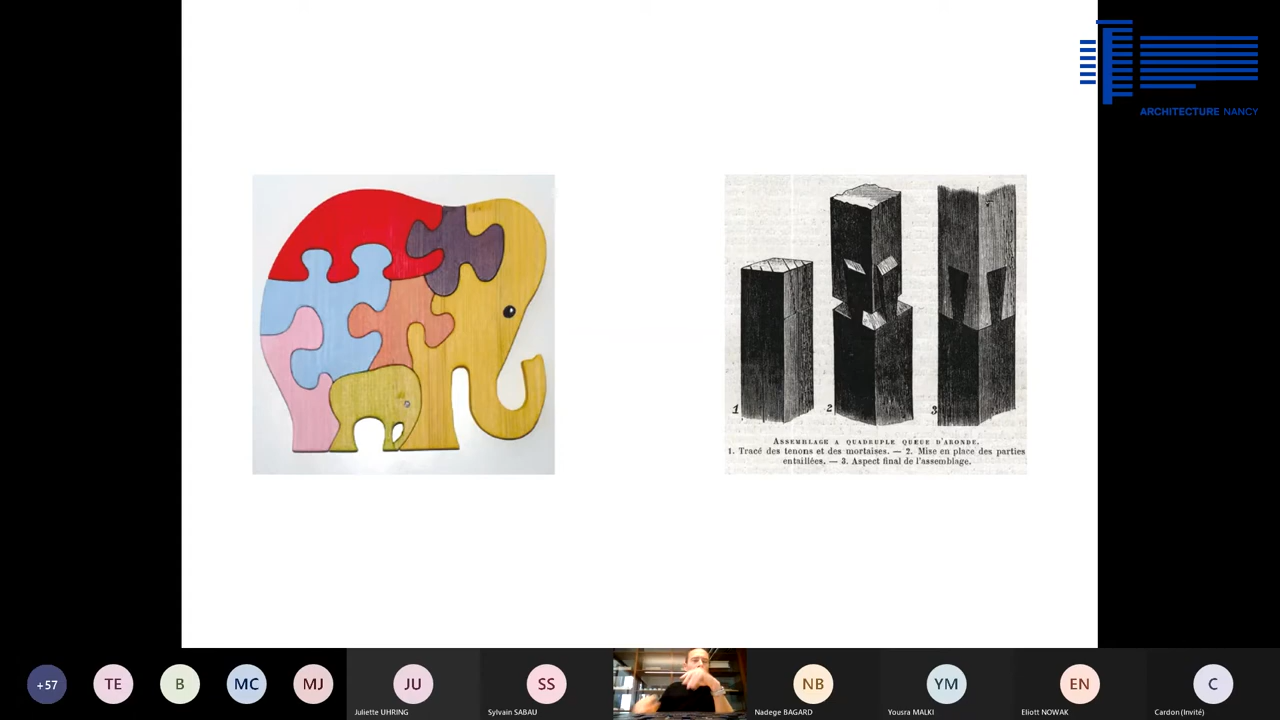 ARCHITECTURE NANCY
1
2
3
ASSEMBLAGE A QUADRUPLE QUEUE D'ARONDE.
1. Tracé des tenons et des mortaises. — 2. Mise en place des parties
entaillées. — 3. Aspect final de l'assemblage.
+57
TE
B
MC
MJ
JU
SS
NB
YM
EN
C
Juliette UHRING
Sylvain SABAU
Nadege BAGARD
Yousra MALKI
Eliott NOWAK
Cardon (Invité)